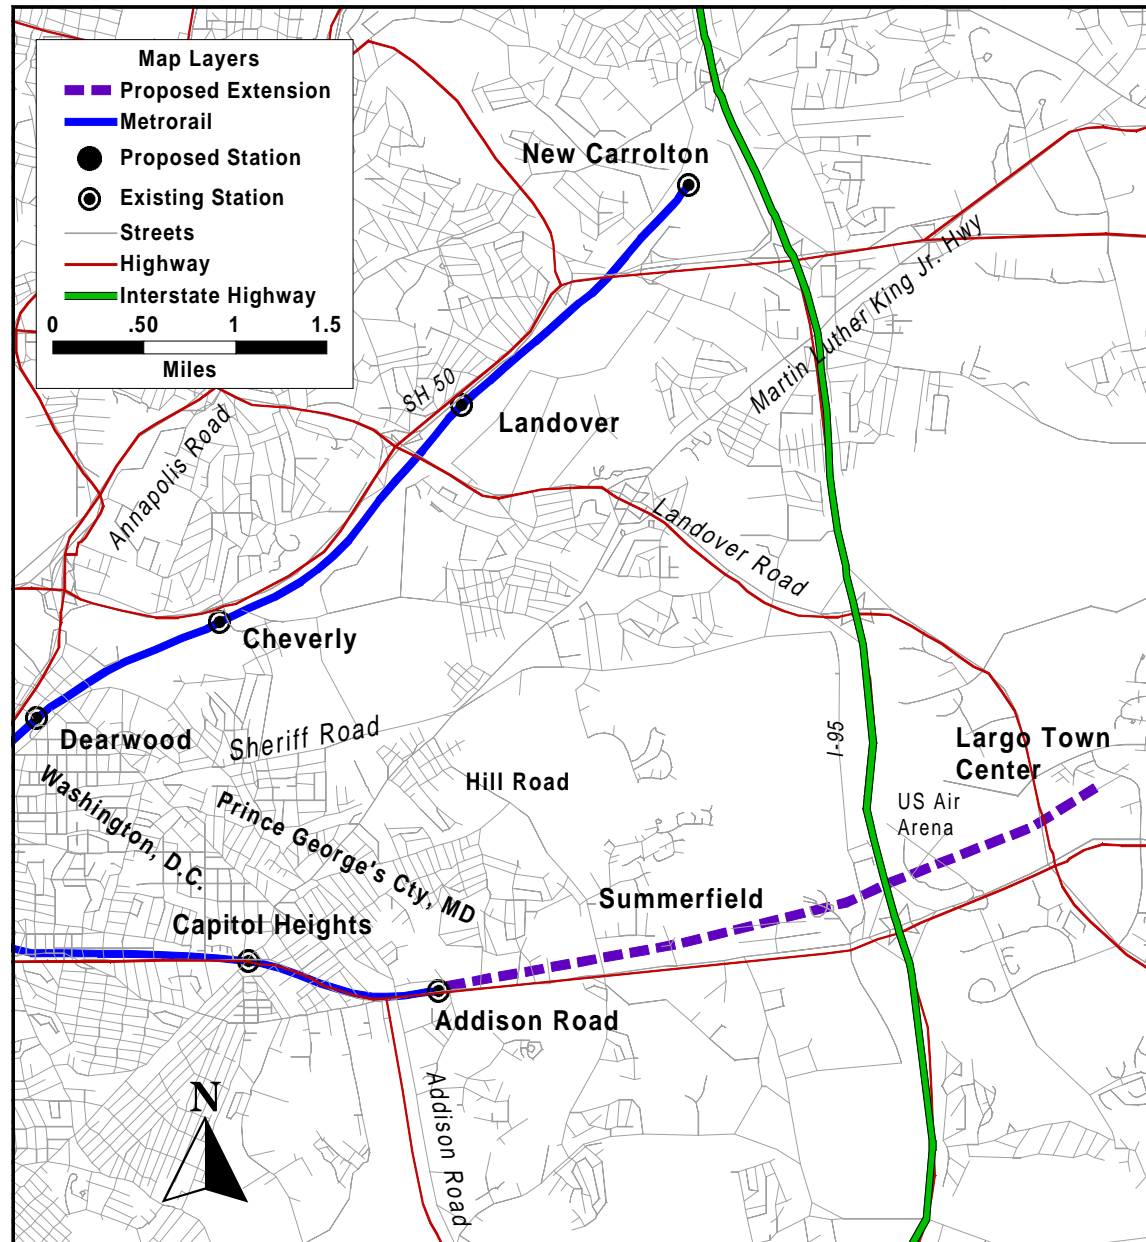 Map Layers
Proposed Extension
Metrorail
Proposed Station
Existing Station
Streets
Highway
Interstate Highway
0 .50 1 1.5
Miles
New Carrolton
Martin Luther King Jr. Hwy
SH 50
Landover
Annapolis Road
Landover Road
Cheverly
Dearwood
Sheriff Road
I-95
Largo Town
Center
Hill Road
US Air
Arena
Washington, D.C.
Prince George's Cty, MD
Summerfield
Capitol Heights
Addison Road
Addison Road
N